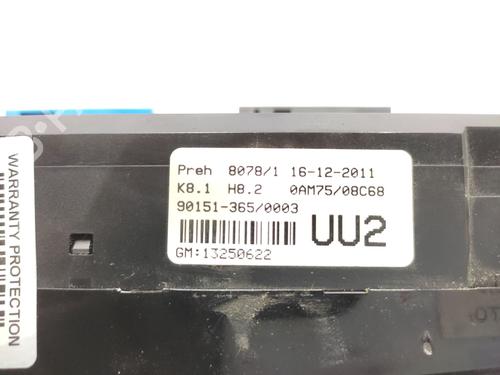 Preh 8078/1 16-12-2011
K8.1 H8.2 0AM75/08C68
90151-365/0003
UU2
GM:13250622
WARRANTY PROTECTION